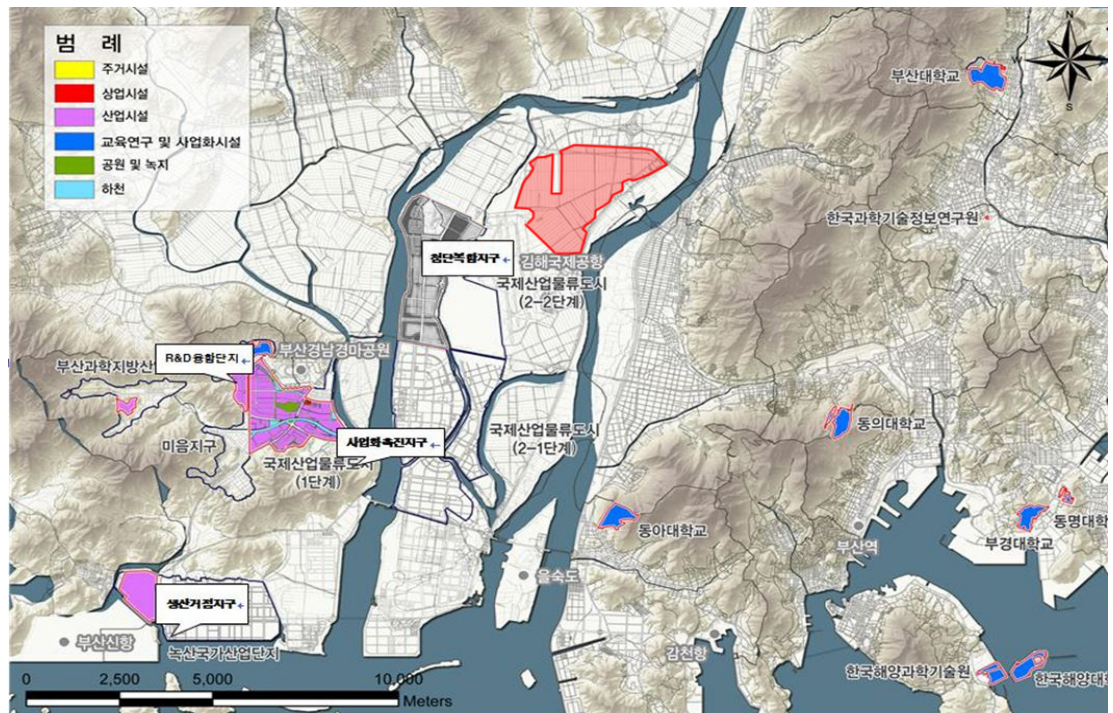 범 례
주거시설
상업시설
산업시설
교육연구 및 사업화시설
공원 및 녹지
하천
N
W
S
부산대학교
한국과학기술정보연구원
첨단복합지구
김해국제공항
국제산업물류도시
(2-2단계)
R&D융합단지
부산경남경마공원
부산과학지방산
미음지구
사업화촉진지구
국제산업물류도시
(1단계)
국제산업물류도시
(2-1단계)
동의대학교
동아대학교
부산역
부경대학교
동명대학
을숙도
생산거점지구
부산신항
녹산국가산업단지
감천항
한국해양과학기술원
한국해양대학
0 2,500 5,000 10,000
Meters